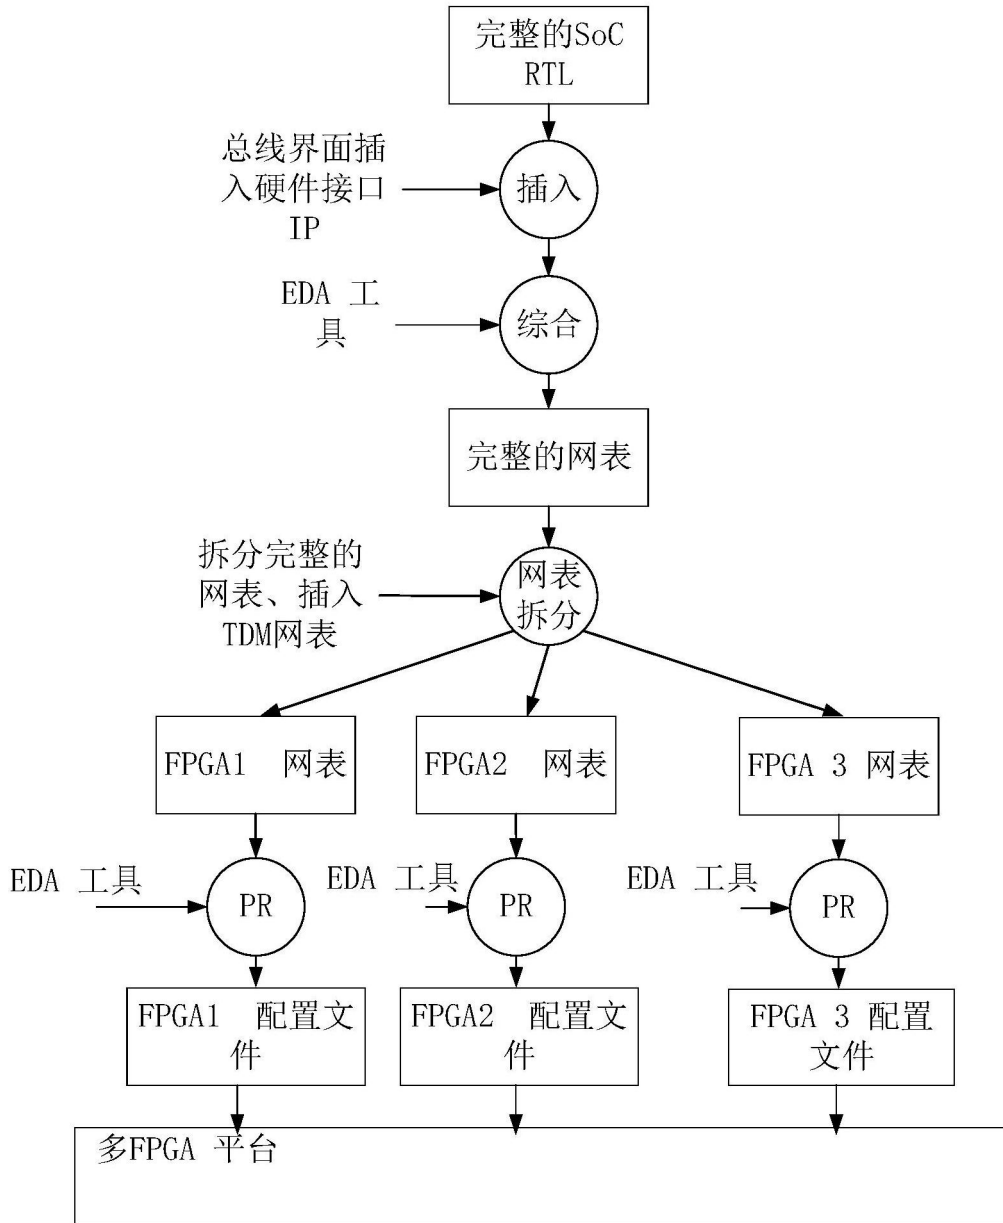 完整的SoC
RTL
总线界面插
入硬件接口
IP
插入
EDA 工
具
综合
完整的网表
拆分完整的
网表、插入
TDM网表
网表
拆分
FPGA1 网表
FPGA2 网表
FPGA 3 网表
EDA 工具
PR
EDA 工具
PR
EDA 工具
PR
FPGA1 配置文
件
FPGA2 配置文
件
FPGA 3 配置
文件
多FPGA 平台